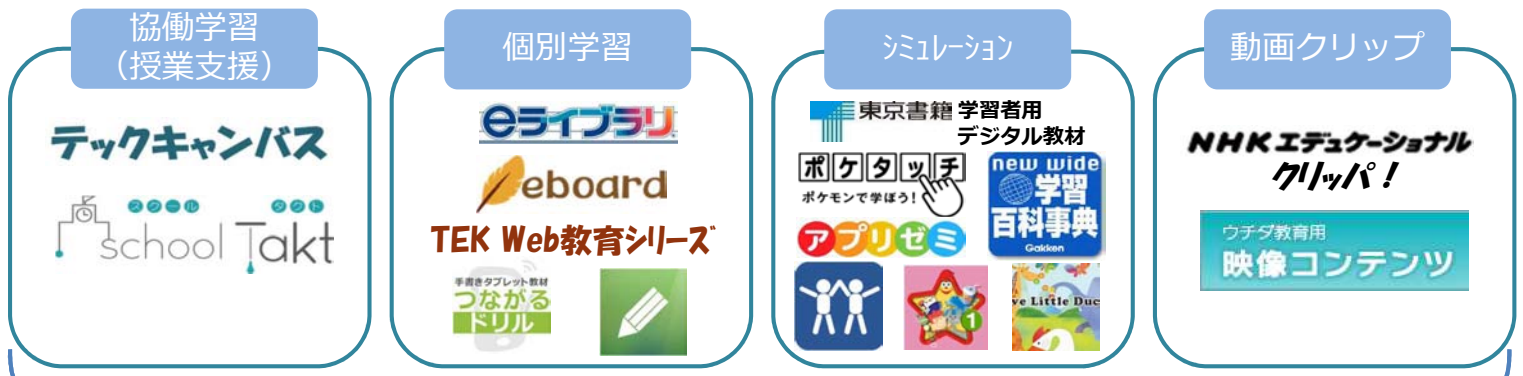 協働学習
（授業支援）
テックキャンバス
スクール タクト
school Takt
個別学習
eライブラリ
eboard
TEK Web教育シリーズ
手書きタブレット教材
つながる
ドリル
ｼﾐｭﾚｰｼｮﾝ
東京書籍 学習者用
デジタル教材
ポケタッチ
ポケモンで学ぼう!
new wide
学習
百科事典
Gakken
アプリゼミ
1
ve Little Duc
動画クリップ
NHKエデュケーショナル
クリッパ！
ウチダ教育用
映像コンテンツ